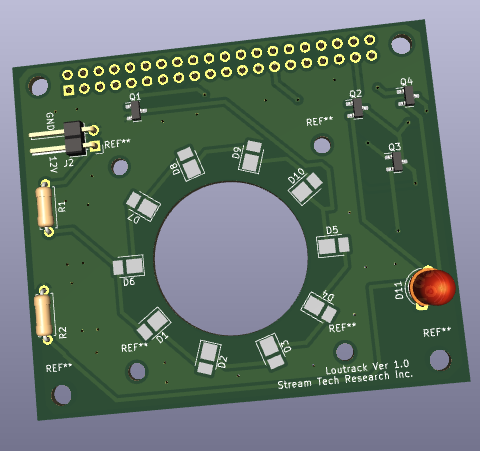 Q1
Q2
Q4
GND
REF**
REF**
Q3
J2
12V
D8
D9
D10
R1
D7
D5
D6
D11
D4
R2
D1
REF**
REF**
REF**
D2
D3
REF**
Loutrack Ver 1.0
Stream Tech Research Inc.